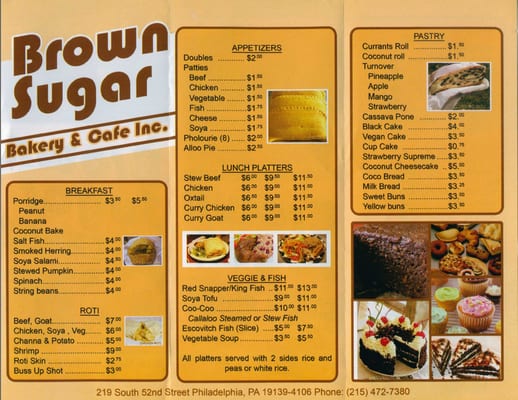 Brown
Sugar
Bakery & Cafe Inc.
BREAKFAST
Porridge $3.50 $5.50
Peanut
Banana
Coconut Bake
Salt Fish $4.00
Smoked Herring $4.00
Soya Salami $4.50
Stewed Pumpkin $4.00
Spinach $4.00
String beans $4.00
ROTI
Beef, Goat $7.00
Chicken, Soya , Veg $6.00
Channa & Potato $5.00
Shrimp $9.00
Roti Skin $2.75
Buss Up Shot $3.00
APPETIZERS
Doubles $2.00
Patties
Beef $1.50
Chicken $1.50
Vegetable $1.50
Fish $1.75
Cheese $1.50
Soya $1.75
Pholourie (8) $2.00
Alloo Pie $2.50
LUNCH PLATTERS
Stew Beef $6.00 $9.50 $11.50
Chicken $6.00 $9.50 $11.50
Oxtail $6.50 $9.50 $11.50
Curry Chicken $6.00 $9.00 $11.00
Curry Goat $6.00 $9.50 $11.00
VEGGIE & FISH
Red Snapper/King Fish $11.00 $13.00
Soya Tofu $9.00 $11.00
Coo-Coo $10.00 $11.00
Callaloo Steamed or Stew Fish
Escovitch Fish (Slice) $5.00 $7.50
Vegetable Soup $3.50 $5.50
All platters served with 2 sides rice and
peas or white rice.
PASTRY
Currants Roll $1.50
Coconut roll $1.50
Turnover
Pineapple
Apple
Mango
Strawberry
Cassava Pone $2.00
Black Cake $4.00
Vegan Cake $3.50
Cup Cake $0.75
Strawberry Supreme $3.50
Coconut Cheesecake $5.50
Coco Bread $3.50
Milk Bread $3.25
Sweet Buns $2.50
Yellow buns $3.50
219 South 52nd Street Philadelphia, PA 19139-4106 Phone: (215) 472-7380